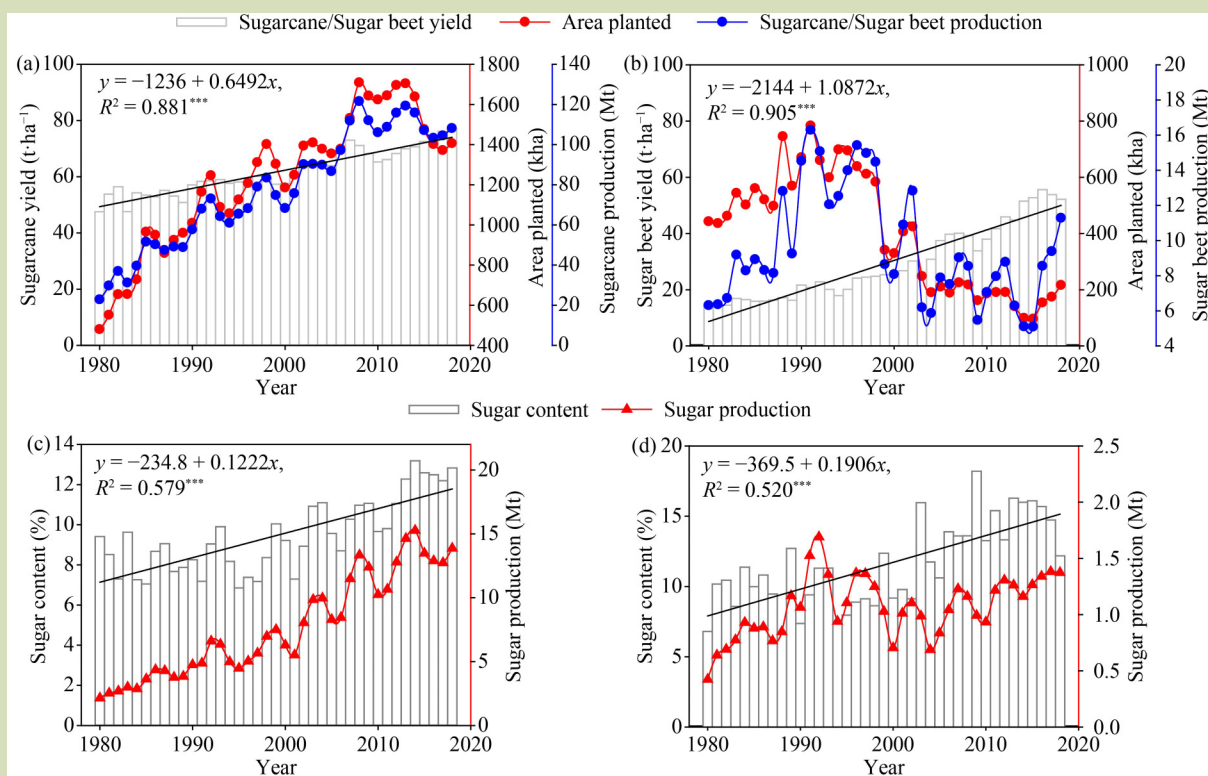 Sugarcane/Sugar beet yield Area planted Sugarcane/Sugar beet production
(a)
y = −1236 + 0.6492x,
R² = 0.881***
Sugarcane yield (t·ha⁻¹)
100
80
60
40
20
0
1980 1990 2000 2010 2020
Year
1800
1600
1400
1200
1000
800
600
400
Area planted (kha)
140
120
100
80
60
40
20
0
Sugarcane production (Mt)
(b)
y = −2144 + 1.0872x,
R² = 0.905***
Sugar beet yield (t·ha⁻¹)
100
80
60
40
20
0
1980 1990 2000 2010 2020
Year
1000
800
600
400
200
0
Area planted (kha)
20
18
16
14
12
10
8
6
4
Sugar beet production (Mt)
Sugar content Sugar production
(c)
y = −234.8 + 0.1222x,
R² = 0.579***
Sugar content (%)
14
12
10
8
6
4
2
0
1980 1990 2000 2010 2020
Year
20
15
10
5
0
Sugar production (Mt)
(d)
y = −369.5 + 0.1906x,
R² = 0.520***
Sugar content (%)
20
15
10
5
0
1980 1990 2000 2010 2020
Year
2.5
2.0
1.5
1.0
0.5
0.0
Sugar production (Mt)